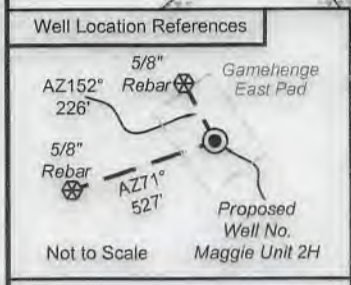 Well Location References
5/8"
Rebar
Gamehenge
East Pad
AZ152°
226'
5/8"
Rebar
AZ71°
527'
Proposed
Well No.
Maggie Unit 2H
Not to Scale